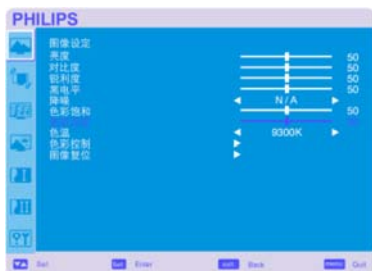 PHILIPS
图像设定
亮度 50
对比度 50
锐利度 50
黑电平 50
降噪 N/A
色彩饱和 50
50
色温 9300K
色彩控制
图像复位
Sel Enter Back Quit